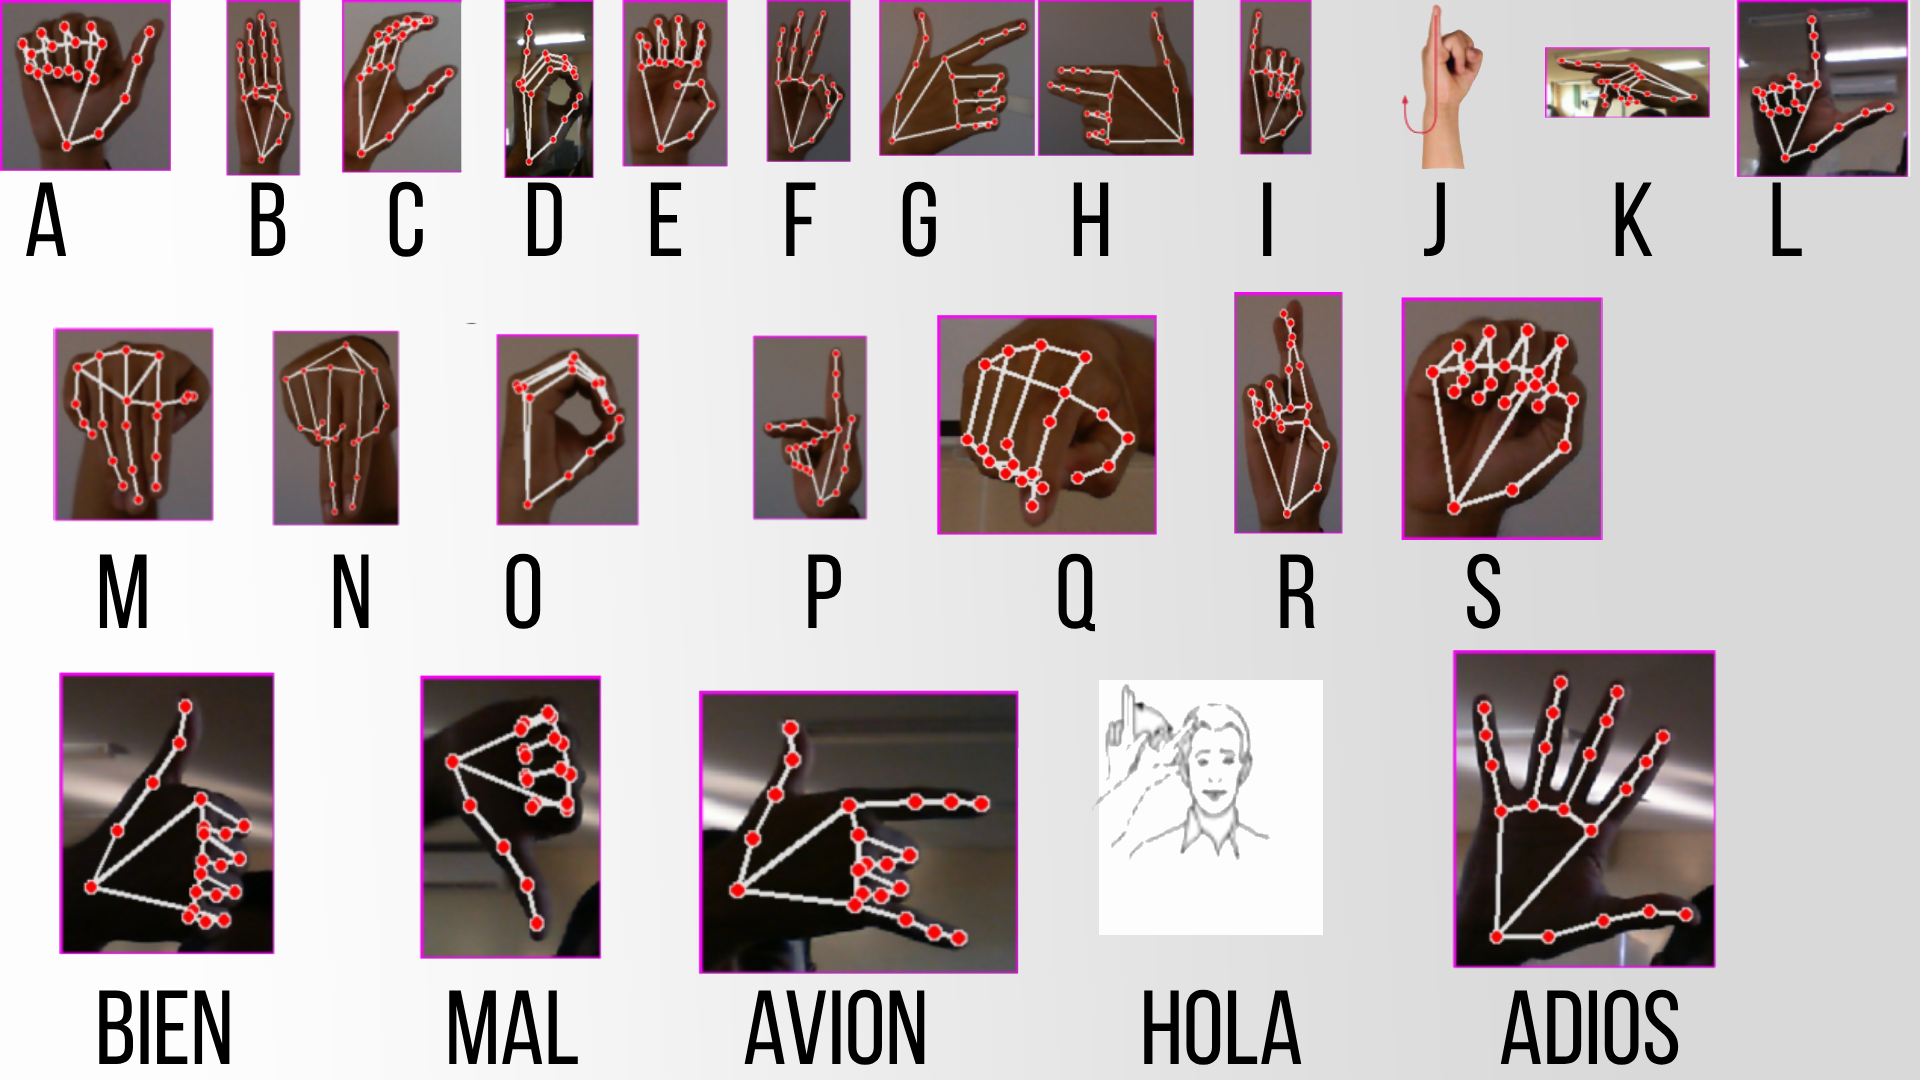 A B C D E F G H I J K L
M N O P Q R S
BIEN MAL AVION HOLA ADIOS